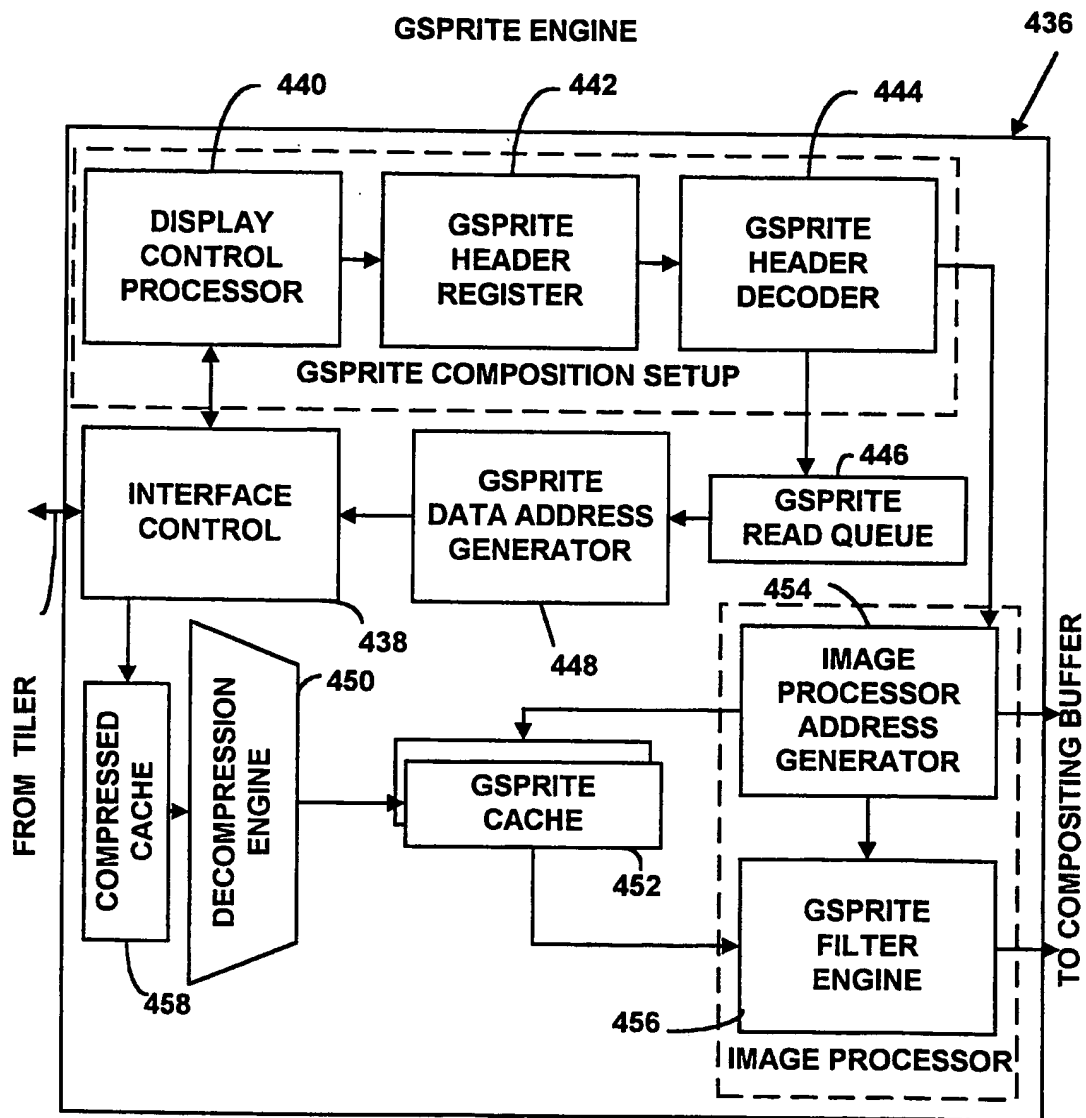 GSPRITE ENGINE
436
440
442
444
DISPLAY
CONTROL
PROCESSOR
GSPRITE
HEADER
REGISTER
GSPRITE
HEADER
DECODER
GSPRITE COMPOSITION SETUP
INTERFACE
CONTROL
438
GSPRITE
DATA ADDRESS
GENERATOR
448
446
GSPRITE
READ QUEUE
FROM TILER
COMPRESSED
CACHE
458
DECOMPRESSION
ENGINE
450
GSPRITE
CACHE
452
454
IMAGE
PROCESSOR
ADDRESS
GENERATOR
GSPRITE
FILTER
ENGINE
456
IMAGE PROCESSOR
TO COMPOSITING BUFFER